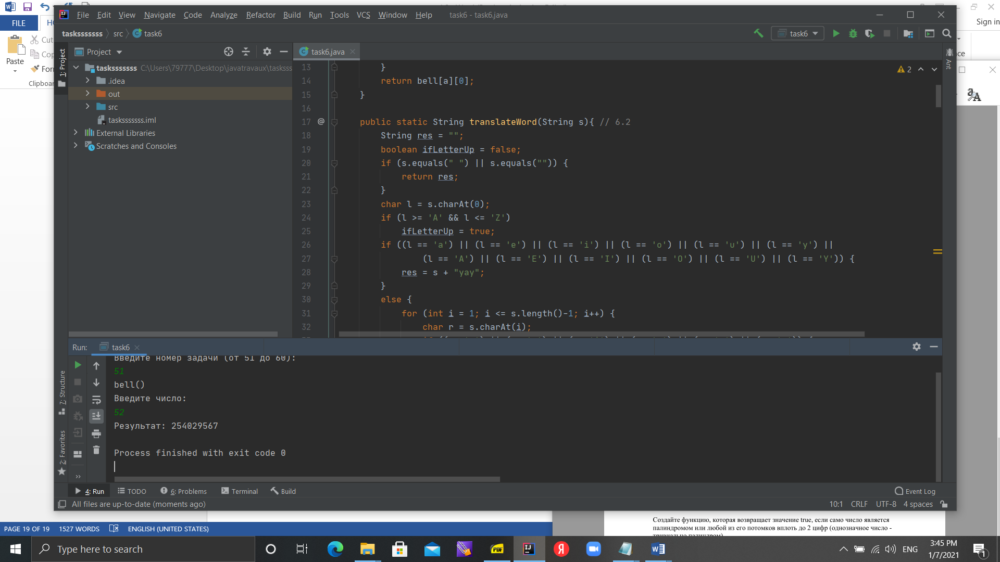 FILE
Sign in
Cut
Paste
Clipboar
File Edit View Navigate Code Analyze Refactor Build Run Tools VCS Window Help task6 - task6.java
tasksssssss src task6
task6
Project
task6.java
1: Project
tasksssssss C:\Users\79777\Desktop\javatravaux\tasksss
.idea
out
src
tasksssssss.iml
External Libraries
Scratches and Consoles
Ant
2
13 }
14 return bell[a][0];
15 }
16
17 @ public static String translateWord(String s){ // 6.2
18 String res = "";
19 boolean ifLetterUp = false;
20 if (s.equals(" ") || s.equals("")) {
21 return res;
22 }
23 char l = s.charAt(0);
24 if (l >= 'A' && l <= 'Z')
25 ifLetterUp = true;
26 if ((l == 'a') || (l == 'e') || (l == 'i') || (l == 'o') || (l == 'u') || (l == 'y') ||
27 (l == 'A') || (l == 'E') || (l == 'I') || (l == 'O') || (l == 'U') || (l == 'Y')) {
28 res = s + "yay";
29 }
30 else {
31 for (int i = 1; i <= s.length()-1; i++) {
32 char r = s.charAt(i);
Run: task6
Введите номер задачи (от 51 до 60):
51
bell()
Введите число:
52
Результат: 254029567
Process finished with exit code 0
7: Structure
2: Favorites
4: Run TODO 6: Problems Terminal Build Event Log
All files are up-to-date (moments ago) 10:1 CRLF UTF-8 4 spaces
Создайте функцию, которая возвращает значение true, если само число является
палиндромом или любой из его потомков вплоть до 2 цифр (однозначное число -
тривиально палиндром).
PAGE 19 OF 19 1527 WORDS ENGLISH (UNITED STATES)
Type here to search
PDF
ENG
3:45 PM
1/7/2021
1